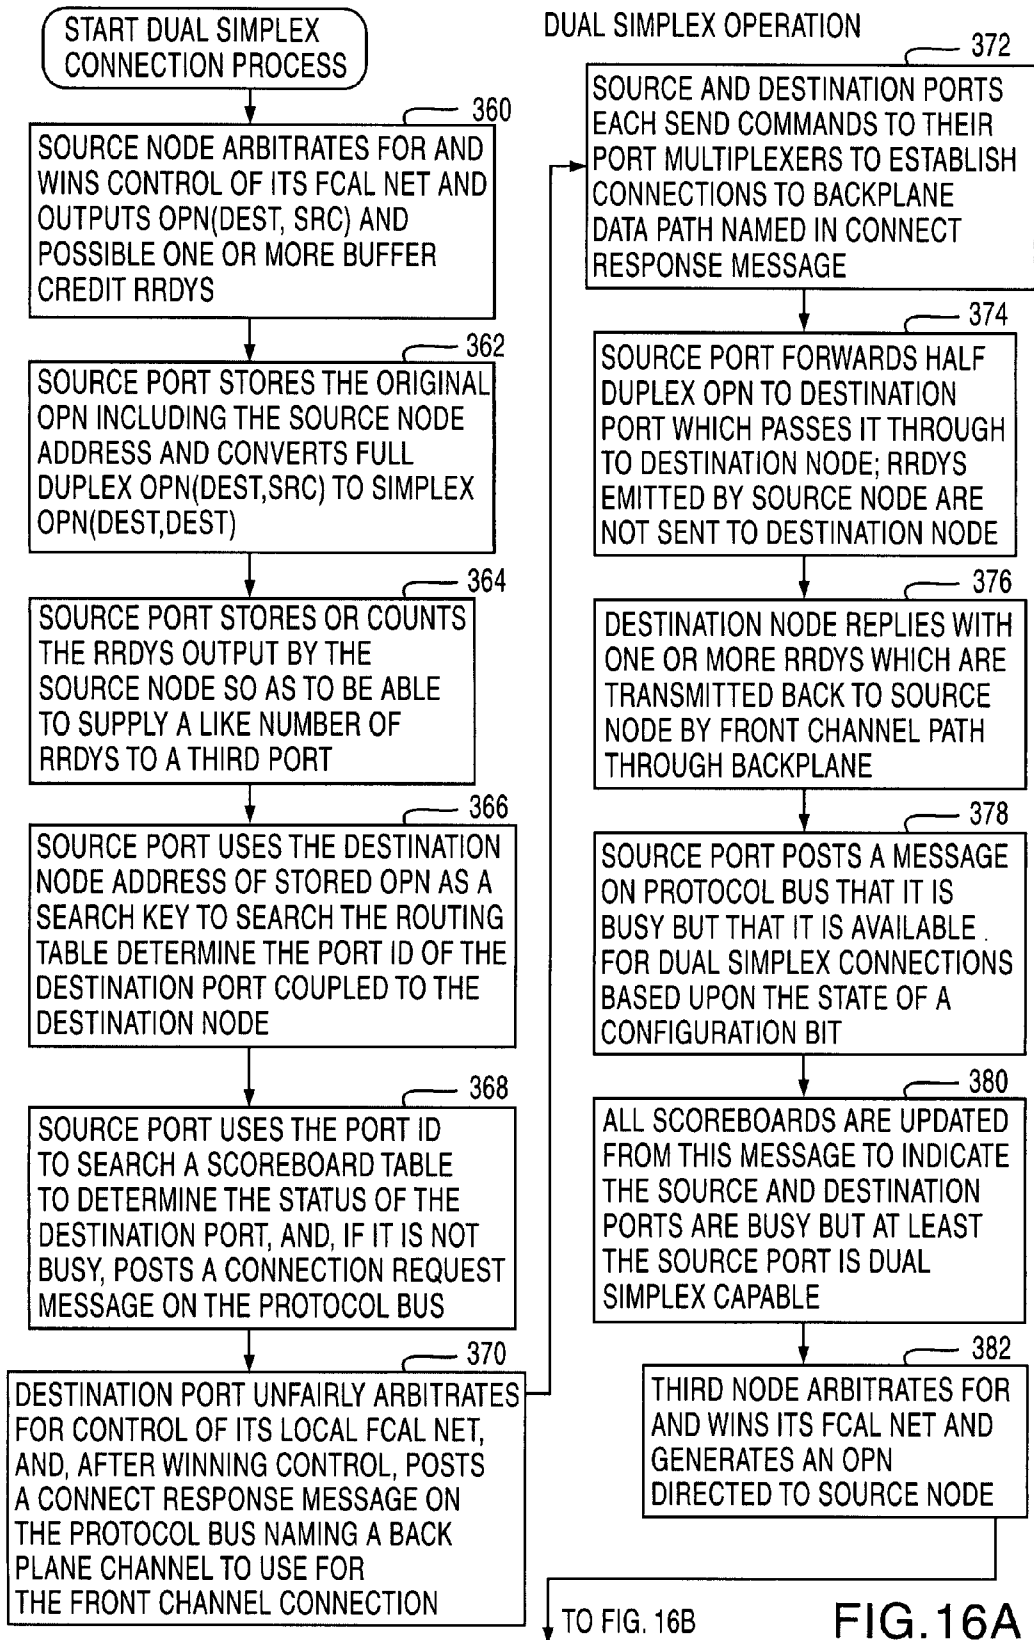 START DUAL SIMPLEX
CONNECTION PROCESS
360
SOURCE NODE ARBITRATES FOR AND
WINS CONTROL OF ITS FCAL NET AND
OUTPUTS OPN(DEST, SRC) AND
POSSIBLE ONE OR MORE BUFFER
CREDIT RRDYS
362
SOURCE PORT STORES THE ORIGINAL
OPN INCLUDING THE SOURCE NODE
ADDRESS AND CONVERTS FULL
DUPLEX OPN(DEST,SRC) TO SIMPLEX
OPN(DEST,DEST)
364
SOURCE PORT STORES OR COUNTS
THE RRDYS OUTPUT BY THE
SOURCE NODE SO AS TO BE ABLE
TO SUPPLY A LIKE NUMBER OF
RRDYS TO A THIRD PORT
366
SOURCE PORT USES THE DESTINATION
NODE ADDRESS OF STORED OPN AS A
SEARCH KEY TO SEARCH THE ROUTING
TABLE DETERMINE THE PORT ID OF THE
DESTINATION PORT COUPLED TO THE
DESTINATION NODE
368
SOURCE PORT USES THE PORT ID
TO SEARCH A SCOREBOARD TABLE
TO DETERMINE THE STATUS OF THE
DESTINATION PORT, AND, IF IT IS NOT
BUSY, POSTS A CONNECTION REQUEST
MESSAGE ON THE PROTOCOL BUS
370
DESTINATION PORT UNFAIRLY ARBITRATES
FOR CONTROL OF ITS LOCAL FCAL NET,
AND, AFTER WINNING CONTROL, POSTS
A CONNECT RESPONSE MESSAGE ON
THE PROTOCOL BUS NAMING A BACK
PLANE CHANNEL TO USE FOR
THE FRONT CHANNEL CONNECTION
DUAL SIMPLEX OPERATION
372
SOURCE AND DESTINATION PORTS
EACH SEND COMMANDS TO THEIR
PORT MULTIPLEXERS TO ESTABLISH
CONNECTIONS TO BACKPLANE
DATA PATH NAMED IN CONNECT
RESPONSE MESSAGE
374
SOURCE PORT FORWARDS HALF
DUPLEX OPN TO DESTINATION
PORT WHICH PASSES IT THROUGH
TO DESTINATION NODE; RRDYS
EMITTED BY SOURCE NODE ARE
NOT SENT TO DESTINATION NODE
376
DESTINATION NODE REPLIES WITH
ONE OR MORE RRDYS WHICH ARE
TRANSMITTED BACK TO SOURCE
NODE BY FRONT CHANNEL PATH
THROUGH BACKPLANE
378
SOURCE PORT POSTS A MESSAGE
ON PROTOCOL BUS THAT IT IS
BUSY BUT THAT IT IS AVAILABLE
FOR DUAL SIMPLEX CONNECTIONS
BASED UPON THE STATE OF A
CONFIGURATION BIT
380
ALL SCOREBOARDS ARE UPDATED
FROM THIS MESSAGE TO INDICATE
THE SOURCE AND DESTINATION
PORTS ARE BUSY BUT AT LEAST
THE SOURCE PORT IS DUAL
SIMPLEX CAPABLE
382
THIRD NODE ARBITRATES FOR
AND WINS ITS FCAL NET AND
GENERATES AN OPN
DIRECTED TO SOURCE NODE
TO FIG. 16B
FIG.16A